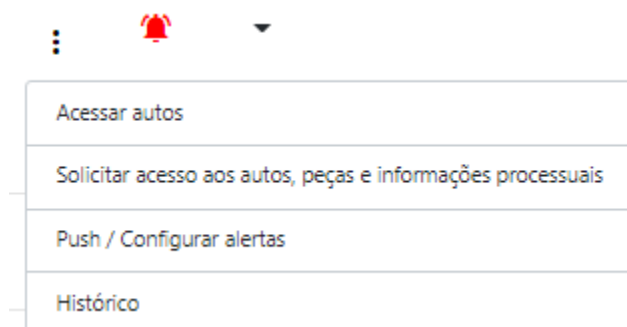 Acessar autos
Solicitar acesso aos autos, peças e informações processuais
Push / Configurar alertas
Histórico